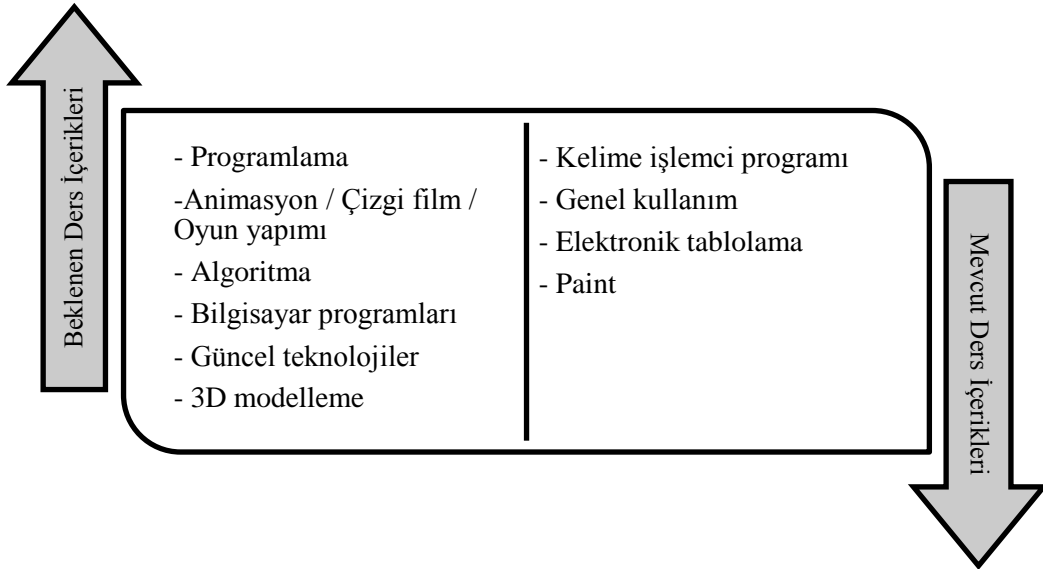 Beklenen Ders İçerikleri
- Programlama
-Animasyon / Çizgi film /
Oyun yapımı
- Algoritma
- Bilgisayar programları
- Güncel teknolojiler
- 3D modelleme
- Kelime işlemci programı
- Genel kullanım
- Elektronik tablolama
- Paint
Mevcut Ders İçerikleri